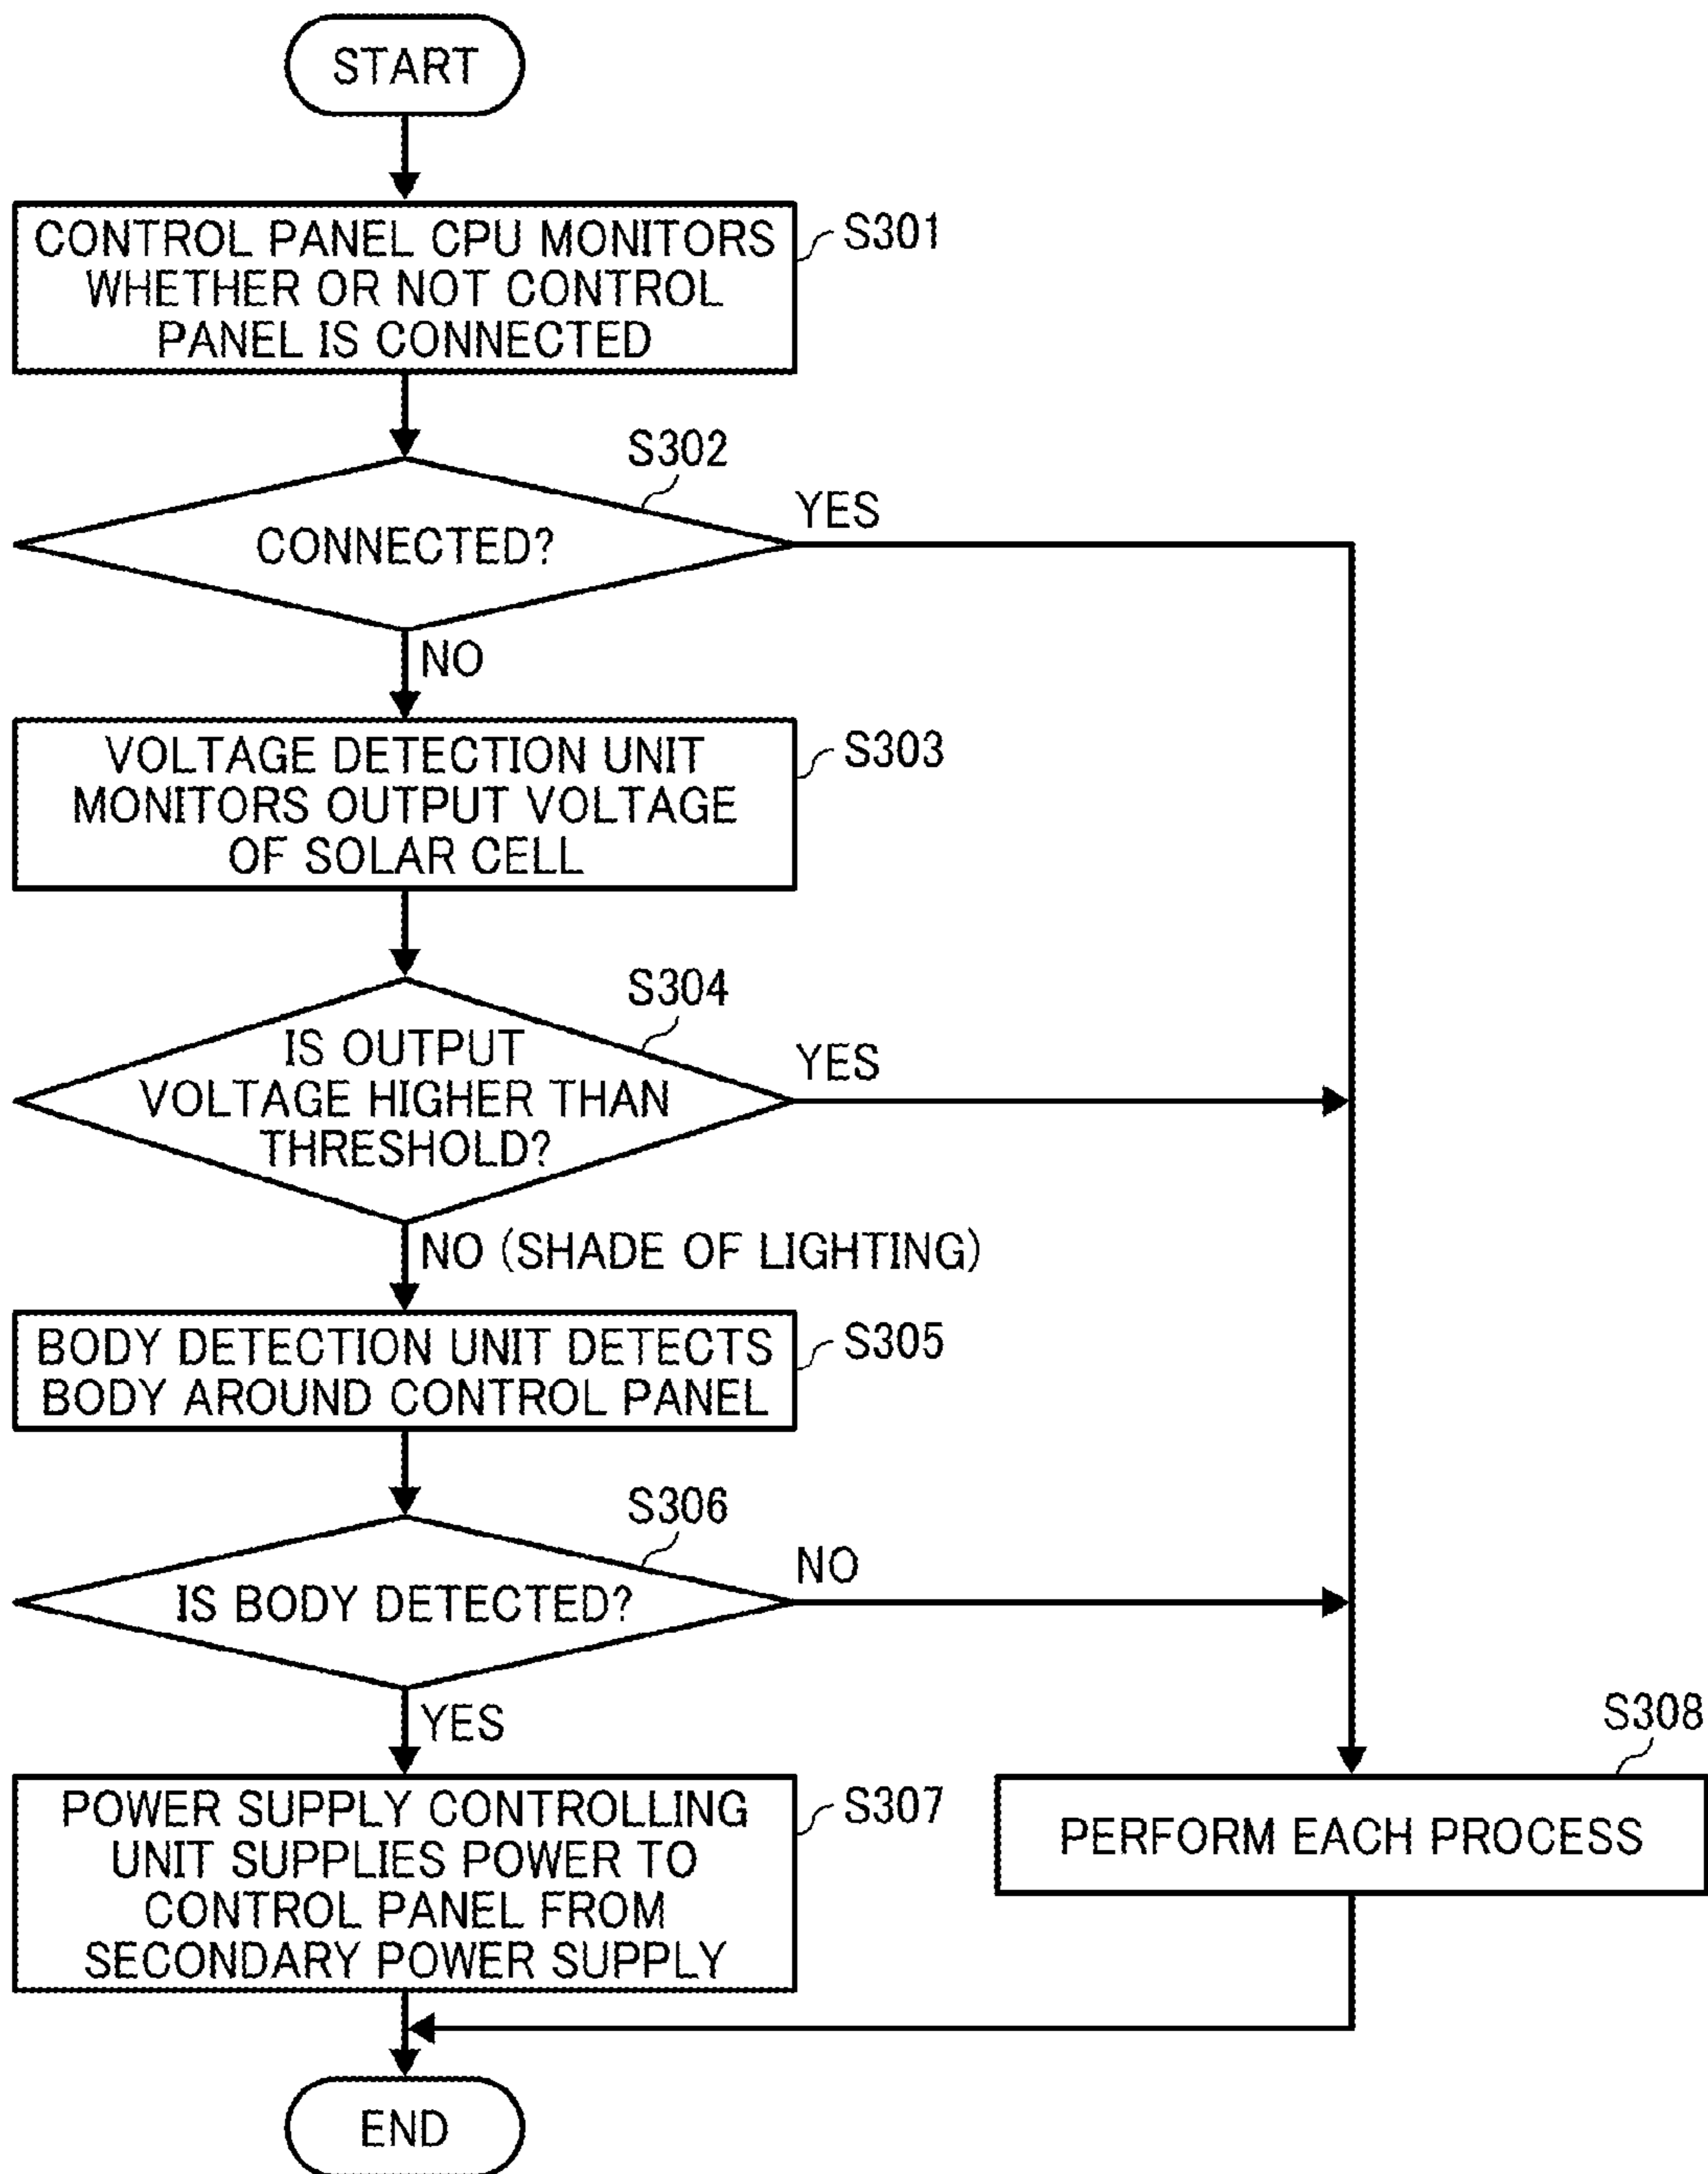 START
CONTROL PANEL CPU MONITORS
WHETHER OR NOT CONTROL
PANEL IS CONNECTED
S301
S302
CONNECTED?
YES
NO
VOLTAGE DETECTION UNIT
MONITORS OUTPUT VOLTAGE
OF SOLAR CELL
S303
S304
IS OUTPUT
VOLTAGE HIGHER THAN
THRESHOLD?
YES
NO (SHADE OF LIGHTING)
BODY DETECTION UNIT DETECTS
BODY AROUND CONTROL PANEL
S305
S306
IS BODY DETECTED?
NO
YES
POWER SUPPLY CONTROLLING
UNIT SUPPLIES POWER TO
CONTROL PANEL FROM
SECONDARY POWER SUPPLY
S307
S308
PERFORM EACH PROCESS
END